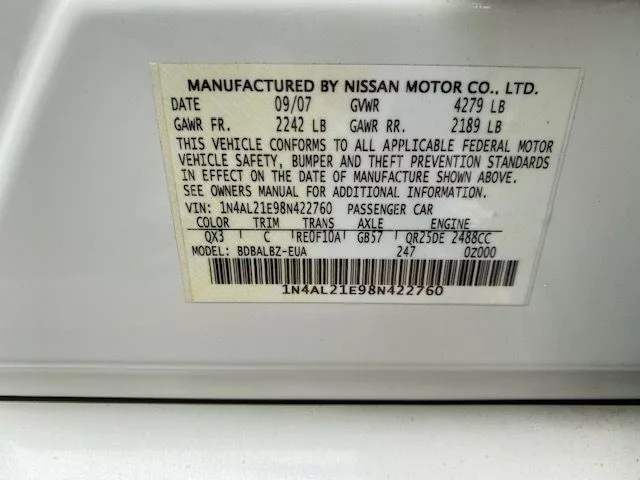 MANUFACTURED BY NISSAN MOTOR CO., LTD.
DATE 09/07 GVWR 4279 LB
GAWR FR. 2242 LB GAWR RR. 2189 LB
THIS VEHICLE CONFORMS TO ALL APPLICABLE FEDERAL MOTOR
VEHICLE SAFETY, BUMPER AND THEFT PREVENTION STANDARDS
IN EFFECT ON THE DATE OF MANUFACTURE SHOWN ABOVE.
SEE OWNERS MANUAL FOR ADDITIONAL INFORMATION.
VIN: 1N4AL21E98N422760 PASSENGER CAR
COLOR TRIM TRANS AXLE ENGINE
QX3 C RE0F10A GB57 QR25DE 2488CC
MODEL: BDBALBZ-EUA 247 0Z000
1N4AL21E98N422760